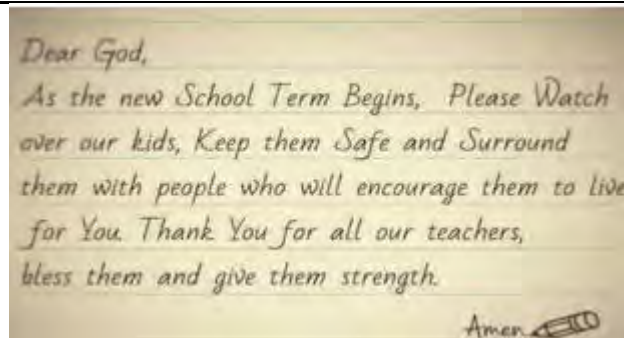 Dear God,
As the new School Term Begins, Please Watch
over our kids, Keep them Safe and Surround
them with people who will encourage them to live
for You. Thank You for all our teachers,
bless them and give them strength.
Amen